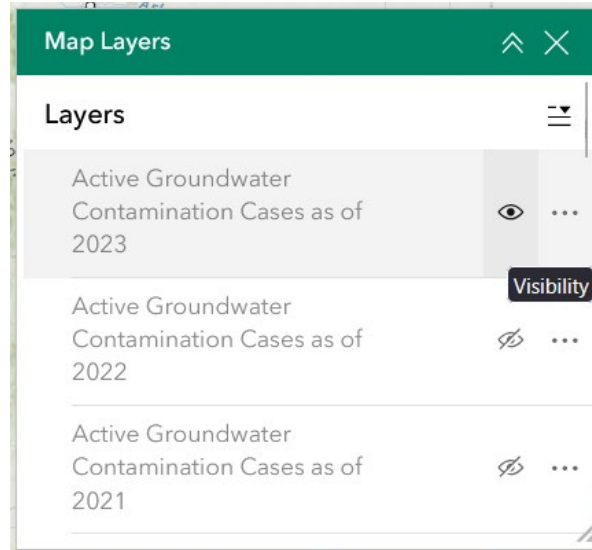 Map Layers
Layers
Active Groundwater
Contamination Cases as of
2023
Visibility
Active Groundwater
Contamination Cases as of
2022
Active Groundwater
Contamination Cases as of
2021